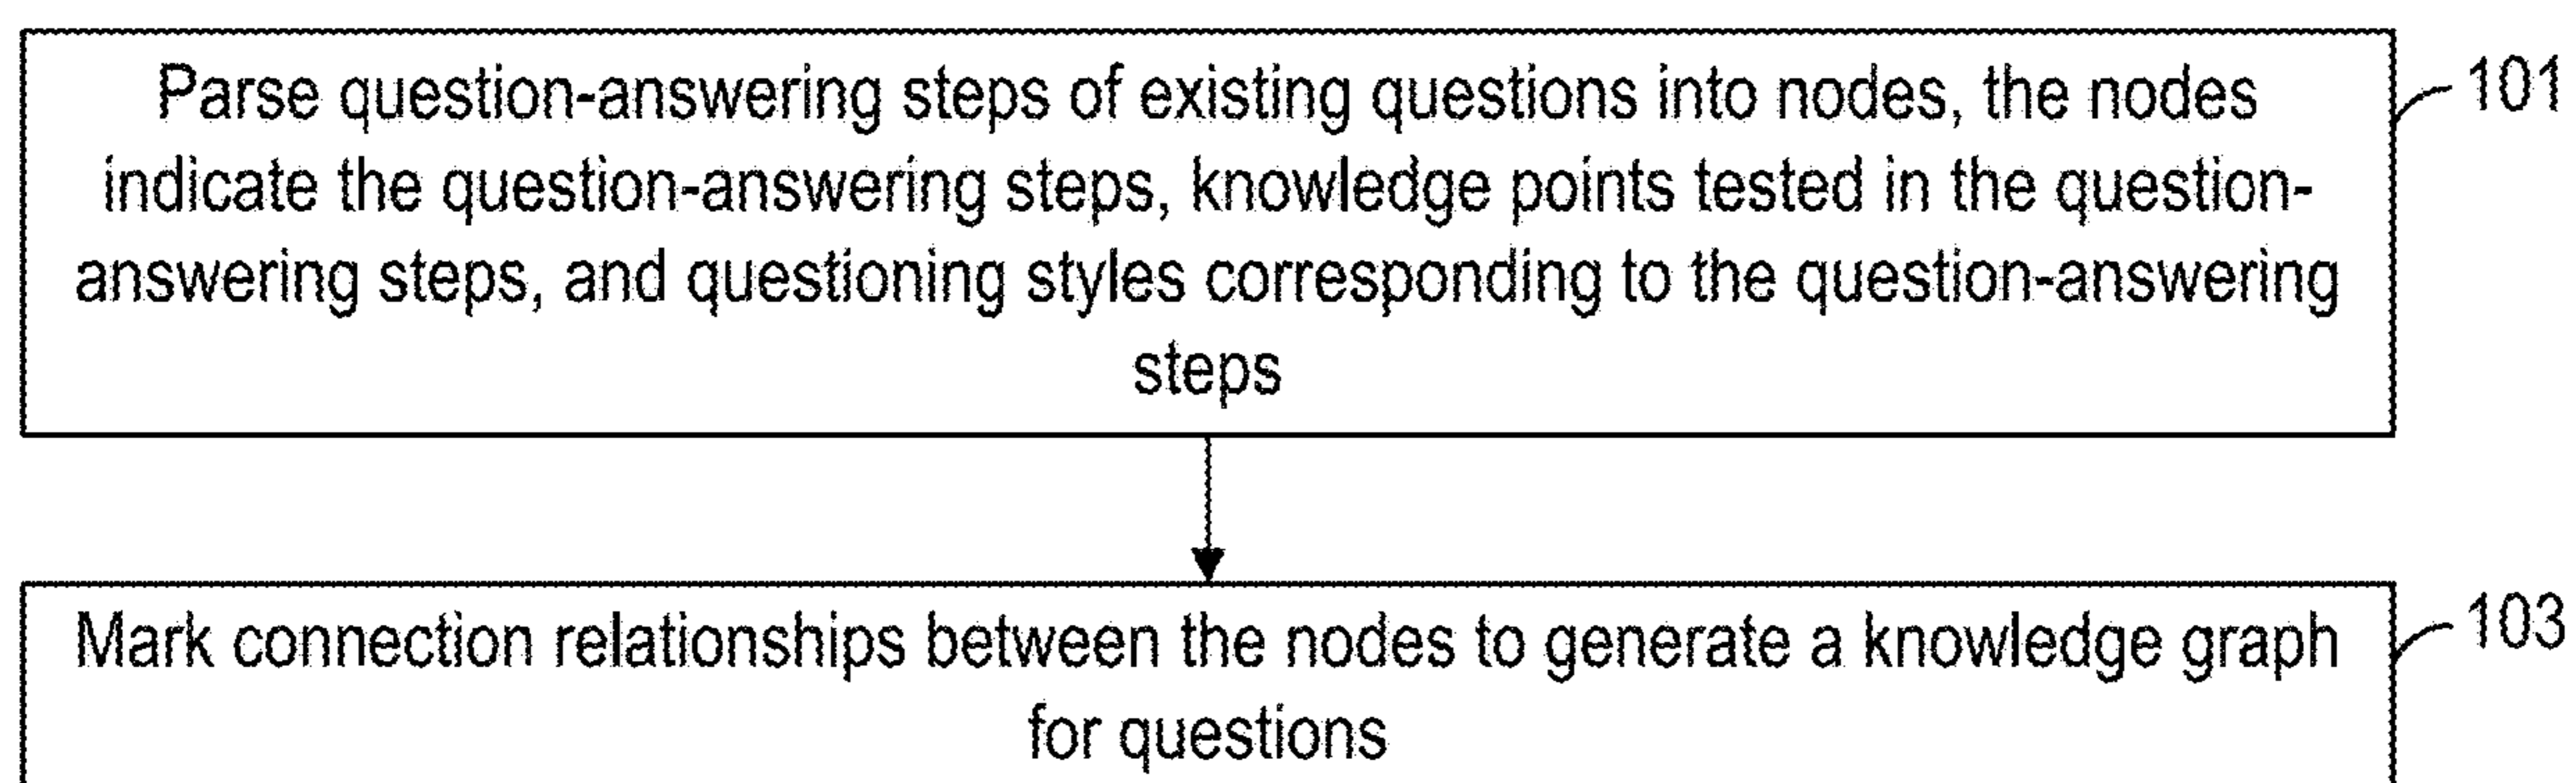 Parse question-answering steps of existing questions into nodes, the nodes
indicate the question-answering steps, knowledge points tested in the question-
answering steps, and questioning styles corresponding to the question-answering
steps
101
Mark connection relationships between the nodes to generate a knowledge graph
for questions
103